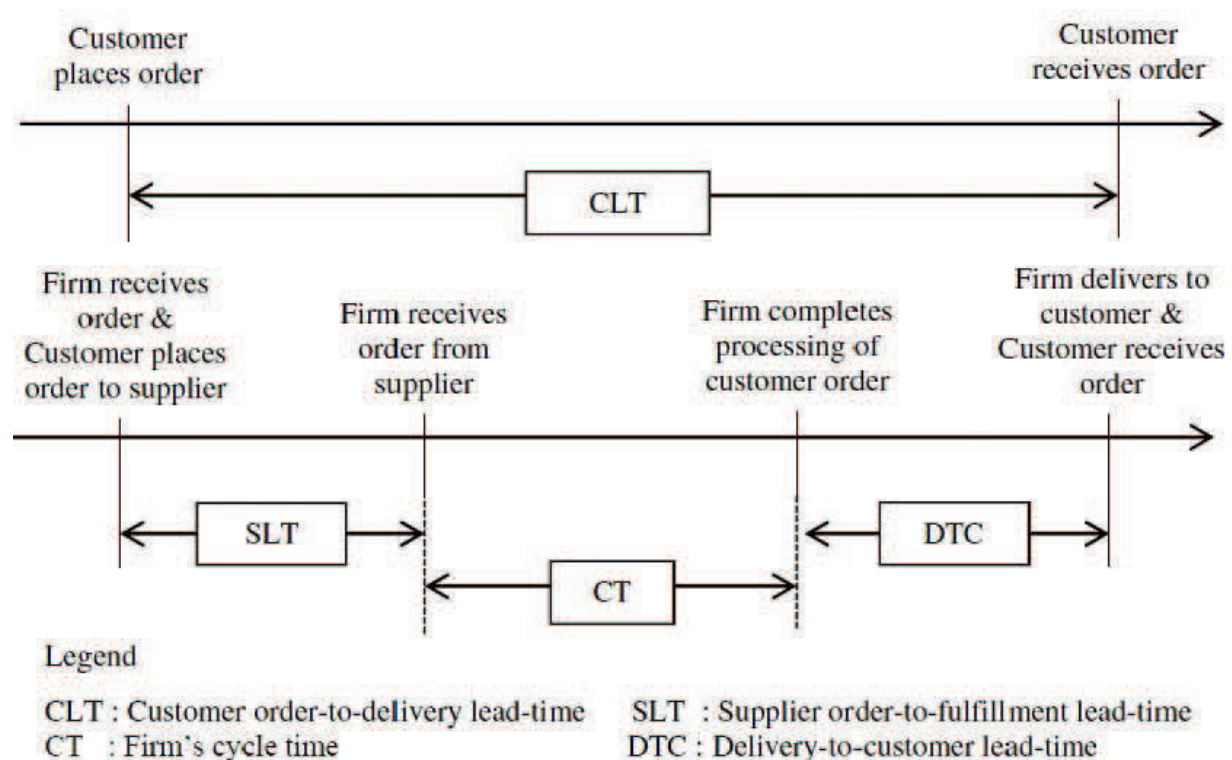 Customer
places order
Customer
receives order
CLT
Firm receives
order &
Customer places
order to supplier
Firm receives
order from
supplier
Firm completes
processing of
customer order
Firm delivers to
customer &
Customer receives
order
SLT
CT
DTC
Legend
CLT : Customer order-to-delivery lead-time
SLT : Supplier order-to-fulfillment lead-time
CT : Firm's cycle time
DTC : Delivery-to-customer lead-time